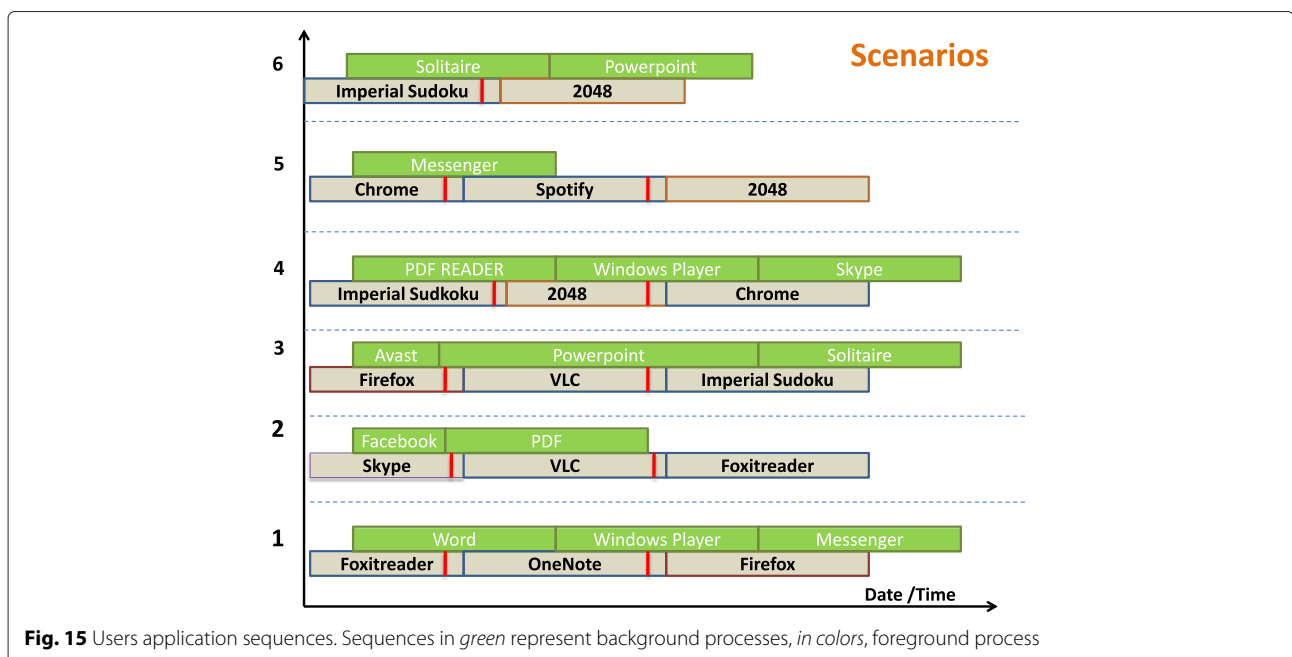 Scenarios
6
Solitaire Powerpoint
Imperial Sudoku 2048
5
Messenger
Chrome Spotify 2048
4
PDF READER Windows Player Skype
Imperial Sudkoku 2048 Chrome
3
Avast Powerpoint Solitaire
Firefox VLC Imperial Sudoku
2
Facebook PDF
Skype VLC Foxitreader
1
Word Windows Player Messenger
Foxitreader OneNote Firefox
Date /Time
Fig. 15 Users application sequences. Sequences in green represent background processes, in colors, foreground process